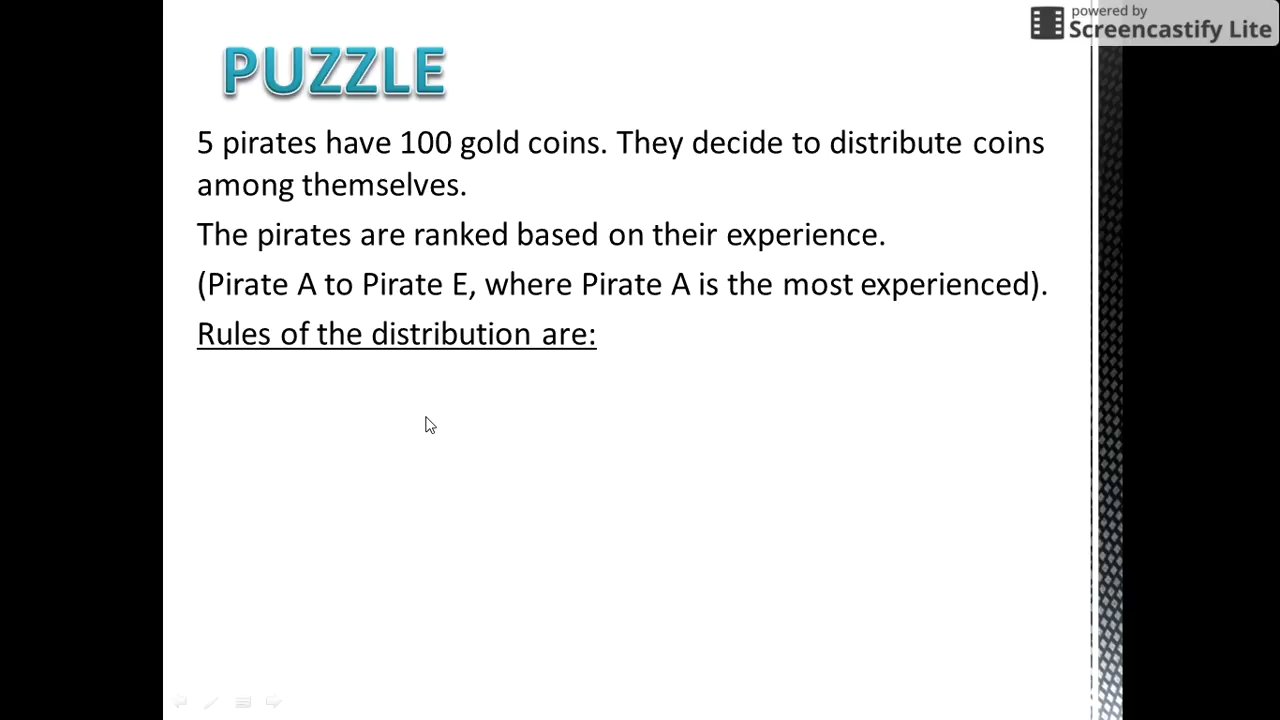 powered by
Screencastify Lite
PUZZLE
5 pirates have 100 gold coins. They decide to distribute coins
among themselves.
The pirates are ranked based on their experience.
(Pirate A to Pirate E, where Pirate A is the most experienced).
Rules of the distribution are: